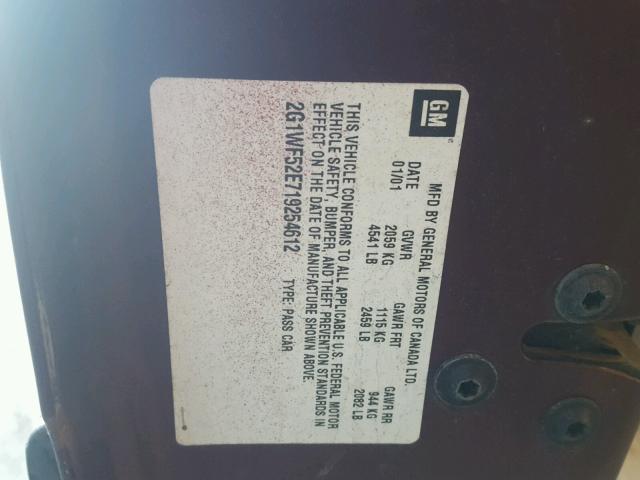 GM
MFD BY GENERAL MOTORS OF CANADA LTD.
DATE GVWR GAWR FRT GAWR RR
01/01 2059 KG 1115 KG 944 KG
4541 LB 2459 LB 2082 LB
THIS VEHICLE CONFORMS TO ALL APPLICABLE U.S. FEDERAL MOTOR
VEHICLE SAFETY, BUMPER, AND THEFT PREVENTION STANDARDS IN
EFFECT ON THE DATE OF MANUFACTURE SHOWN ABOVE.
2G1WF52E719254612 TYPE: PASS CAR